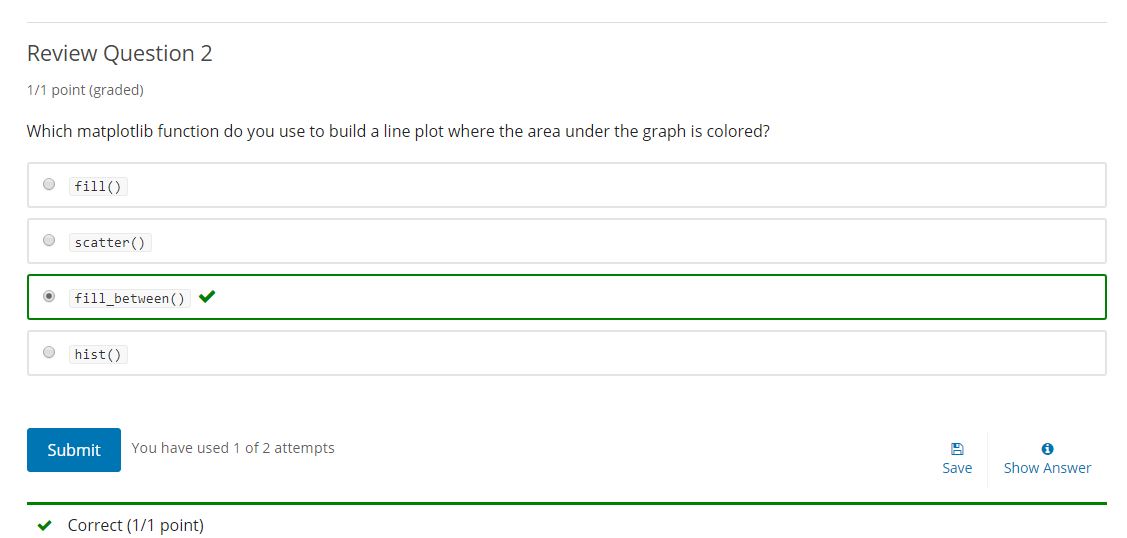 Review Question 2
1/1 point (graded)
Which matplotlib function do you use to build a line plot where the area under the graph is colored?
fill()
scatter()
fill_between()
hist()
Submit
You have used 1 of 2 attempts
Save
Show Answer
Correct (1/1 point)